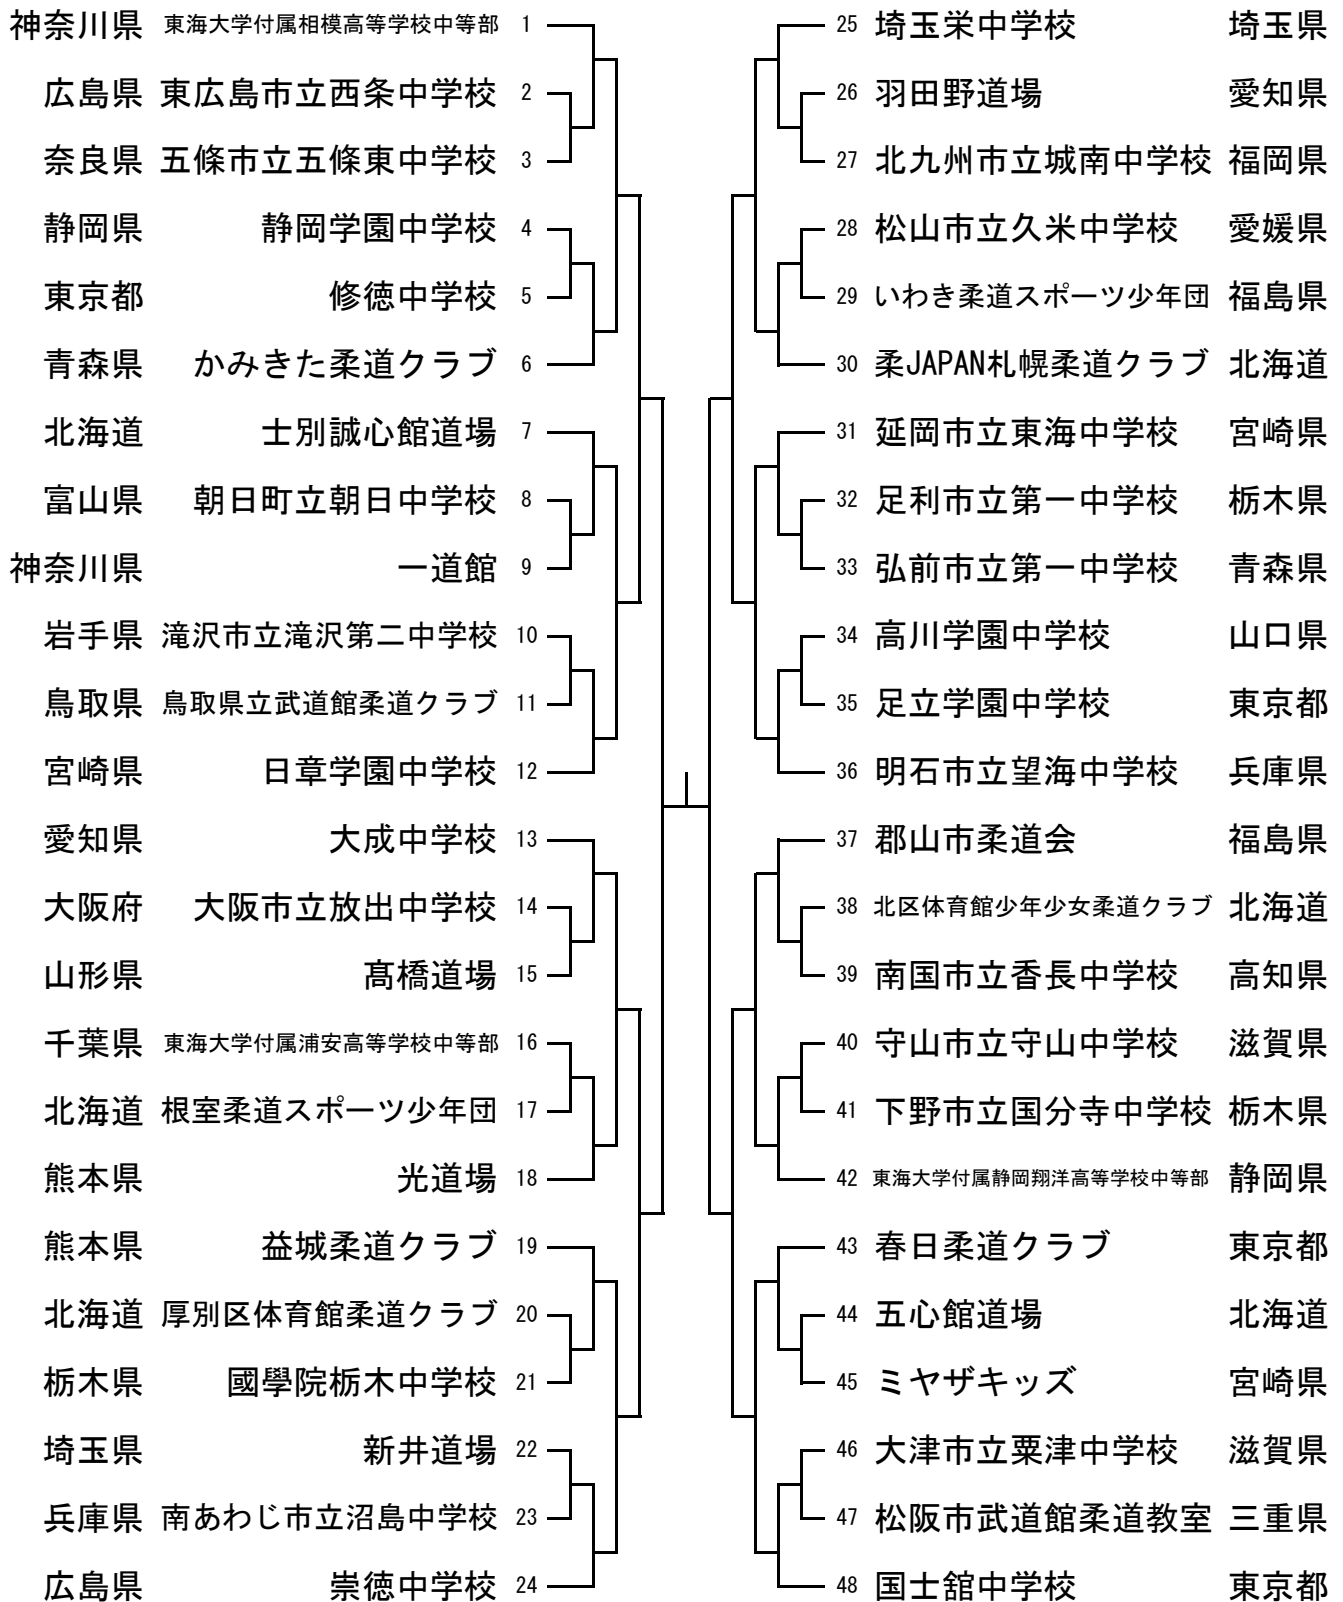 神奈川県 東海大学付属相模高等学校中等部 1
広島県 東広島市立西条中学校 2
奈良県 五條市立五條東中学校 3
静岡県 静岡学園中学校 4
東京都 修徳中学校 5
青森県 かみきた柔道クラブ 6
北海道 士別誠心館道場 7
富山県 朝日町立朝日中学校 8
神奈川県 一道館 9
岩手県 滝沢市立滝沢第二中学校 10
鳥取県 鳥取県立武道館柔道クラブ 11
宮崎県 日章学園中学校 12
愛知県 大成中学校 13
大阪府 大阪市立放出中学校 14
山形県 髙橋道場 15
千葉県 東海大学付属浦安高等学校中等部 16
北海道 根室柔道スポーツ少年団 17
熊本県 光道場 18
熊本県 益城柔道クラブ 19
北海道 厚別区体育館柔道クラブ 20
栃木県 國學院栃木中学校 21
埼玉県 新井道場 22
兵庫県 南あわじ市立沼島中学校 23
広島県 崇徳中学校 24
25 埼玉栄中学校 埼玉県
26 羽田野道場 愛知県
27 北九州市立城南中学校 福岡県
28 松山市立久米中学校 愛媛県
29 いわき柔道スポーツ少年団 福島県
30 柔JAPAN札幌柔道クラブ 北海道
31 延岡市立東海中学校 宮崎県
32 足利市立第一中学校 栃木県
33 弘前市立第一中学校 青森県
34 高川学園中学校 山口県
35 足立学園中学校 東京都
36 明石市立望海中学校 兵庫県
37 郡山市柔道会 福島県
38 北区体育館少年少女柔道クラブ 北海道
39 南国市立香長中学校 高知県
40 守山市立守山中学校 滋賀県
41 下野市立国分寺中学校 栃木県
42 東海大学付属静岡翔洋高等学校中等部 静岡県
43 春日柔道クラブ 東京都
44 五心館道場 北海道
45 ミヤザキッズ 宮崎県
46 大津市立粟津中学校 滋賀県
47 松阪市武道館柔道教室 三重県
48 国士舘中学校 東京都